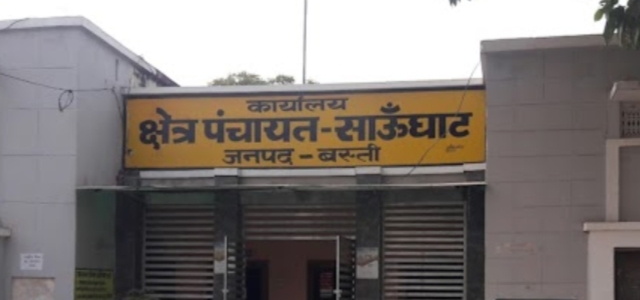 कार्यालय
क्षेत्र पंचायत-साऊँघाट
जनपद - बस्ती